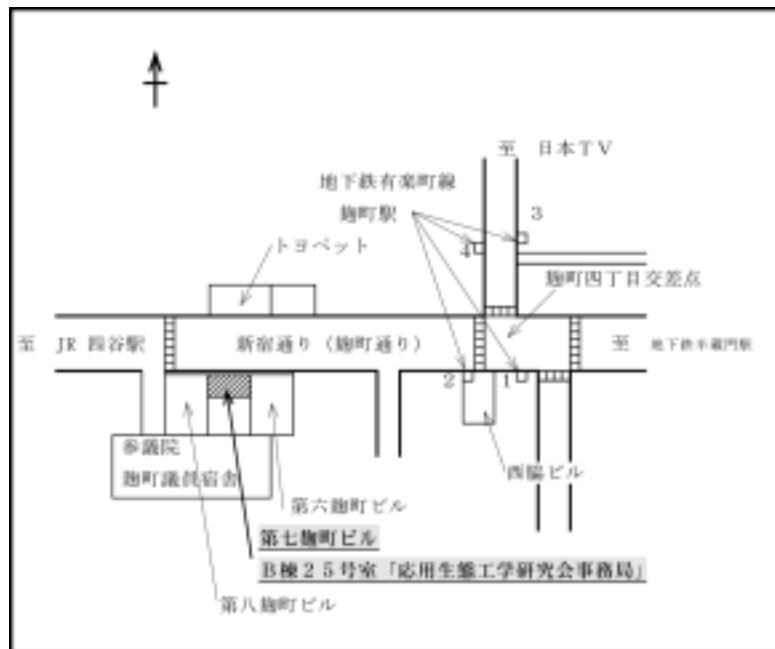 至 日本TV
地下鉄有楽町線
麹町駅
3
4
トヨペット
麹町四丁目交差点
至 JR 四谷駅
新宿通り（麹町通り）
至 地下鉄半蔵門駅
2
1
参議院
麹町議員宿舎
西脇ビル
第六麹町ビル
第七麹町ビル
B棟25号室「応用生態工学研究会事務局」
第八麹町ビル